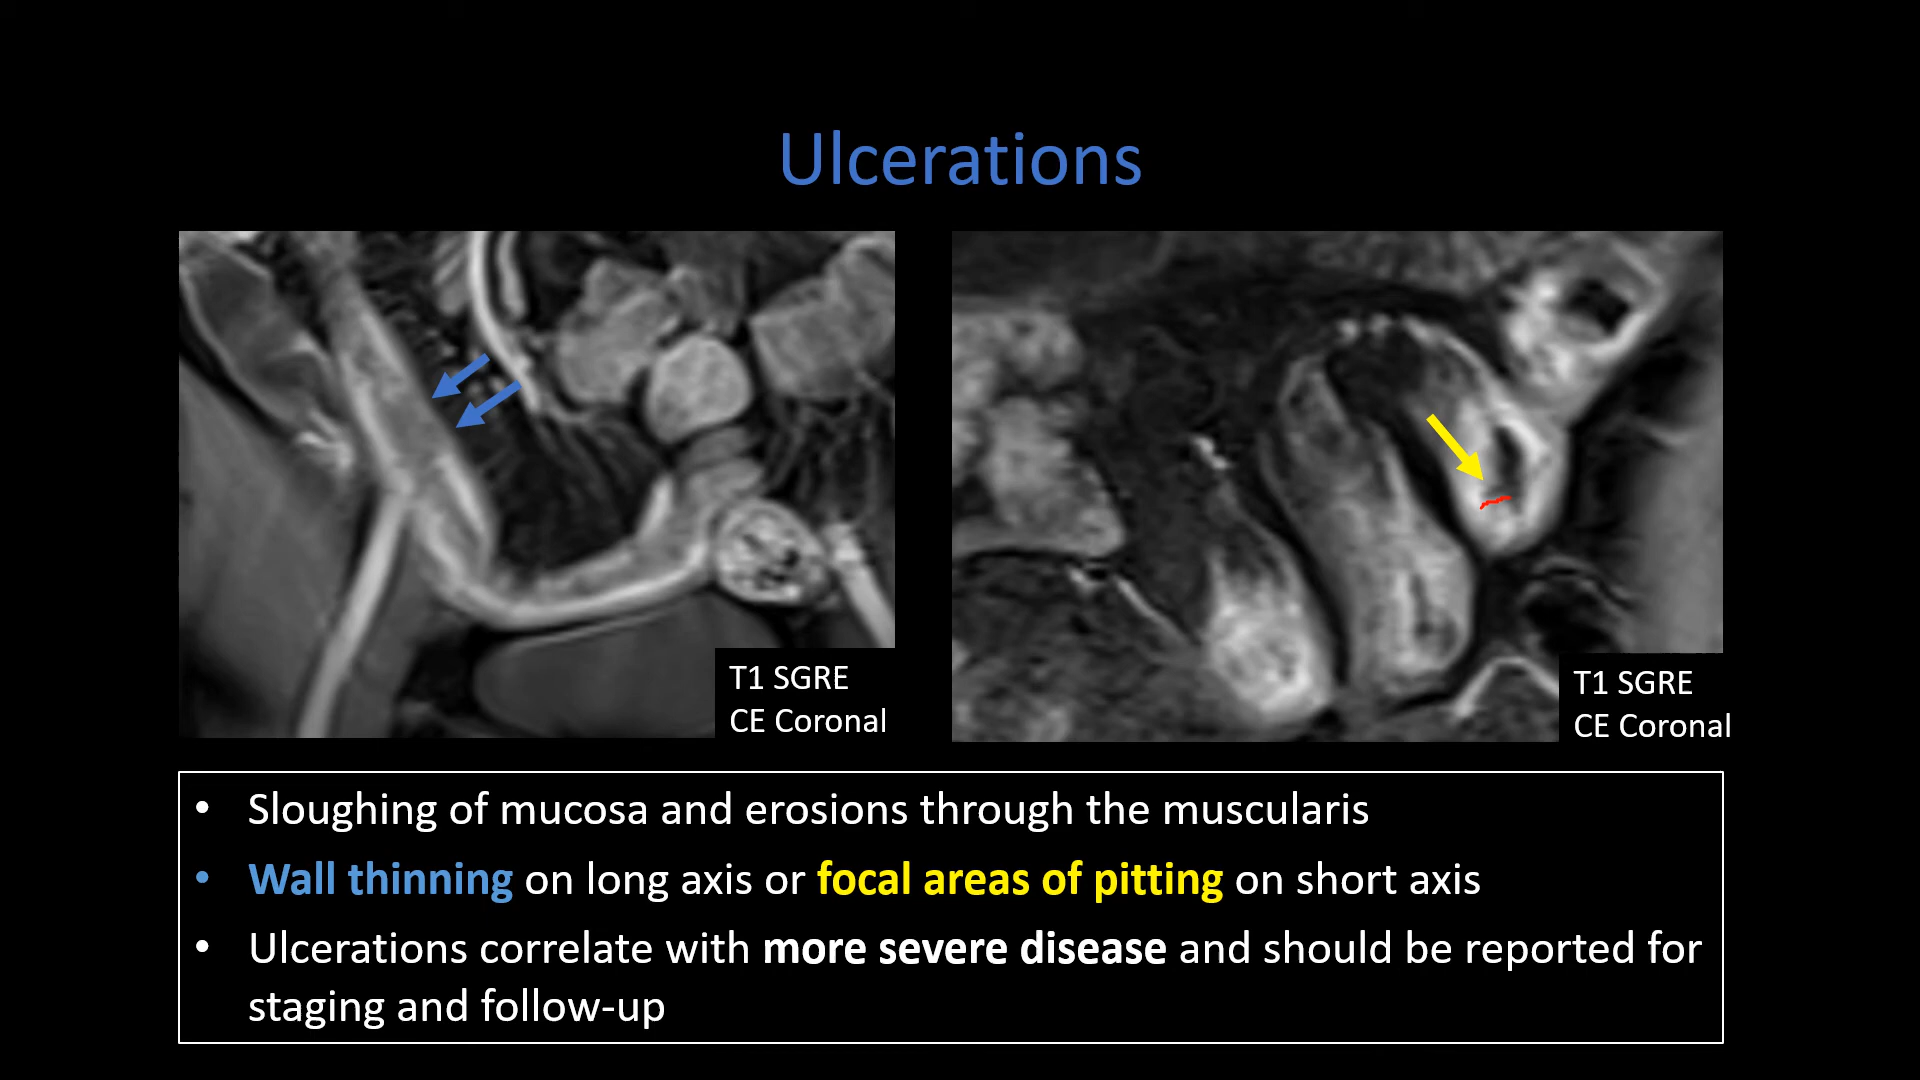 Ulcerations
T1 SGRE
CE Coronal
T1 SGRE
CE Coronal
• Sloughing of mucosa and erosions through the muscularis
• Wall thinning on long axis or focal areas of pitting on short axis
• Ulcerations correlate with more severe disease and should be reported for
staging and follow-up